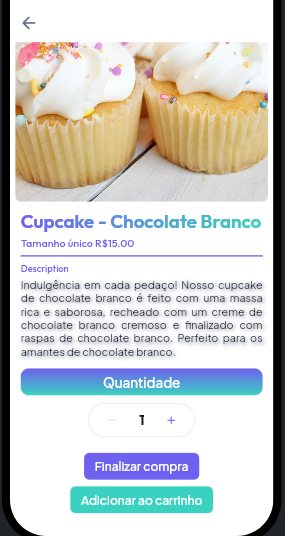 Cupcake - Chocolate Branco
Tamanho único R$15.00
Description
Indulgência em cada pedaço! Nosso cupcake
de chocolate branco é feito com uma massa
rica e saborosa, recheado com um creme de
chocolate branco cremoso e finalizado com
raspas de chocolate branco. Perfeito para os
amantes de chocolate branco.
Quantidade
− 1 +
Finalizar compra
Adicionar ao carrinho